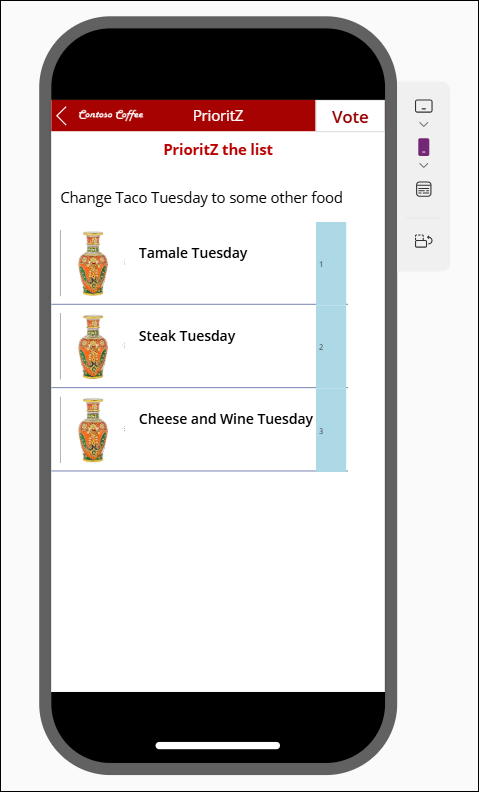 Contoso Coffee PrioritZ Vote
PrioritZ the list
Change Taco Tuesday to some other food
Tamale Tuesday
1
Steak Tuesday
2
Cheese and Wine Tuesday
3